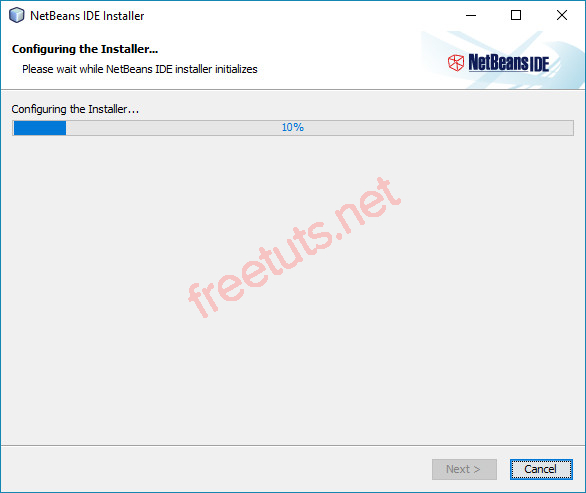 NetBeans IDE Installer
Configuring the Installer...
Please wait while NetBeans IDE installer initializes
NetBeans IDE
Configuring the Installer...
10%
freetuts.net
Next >
Cancel